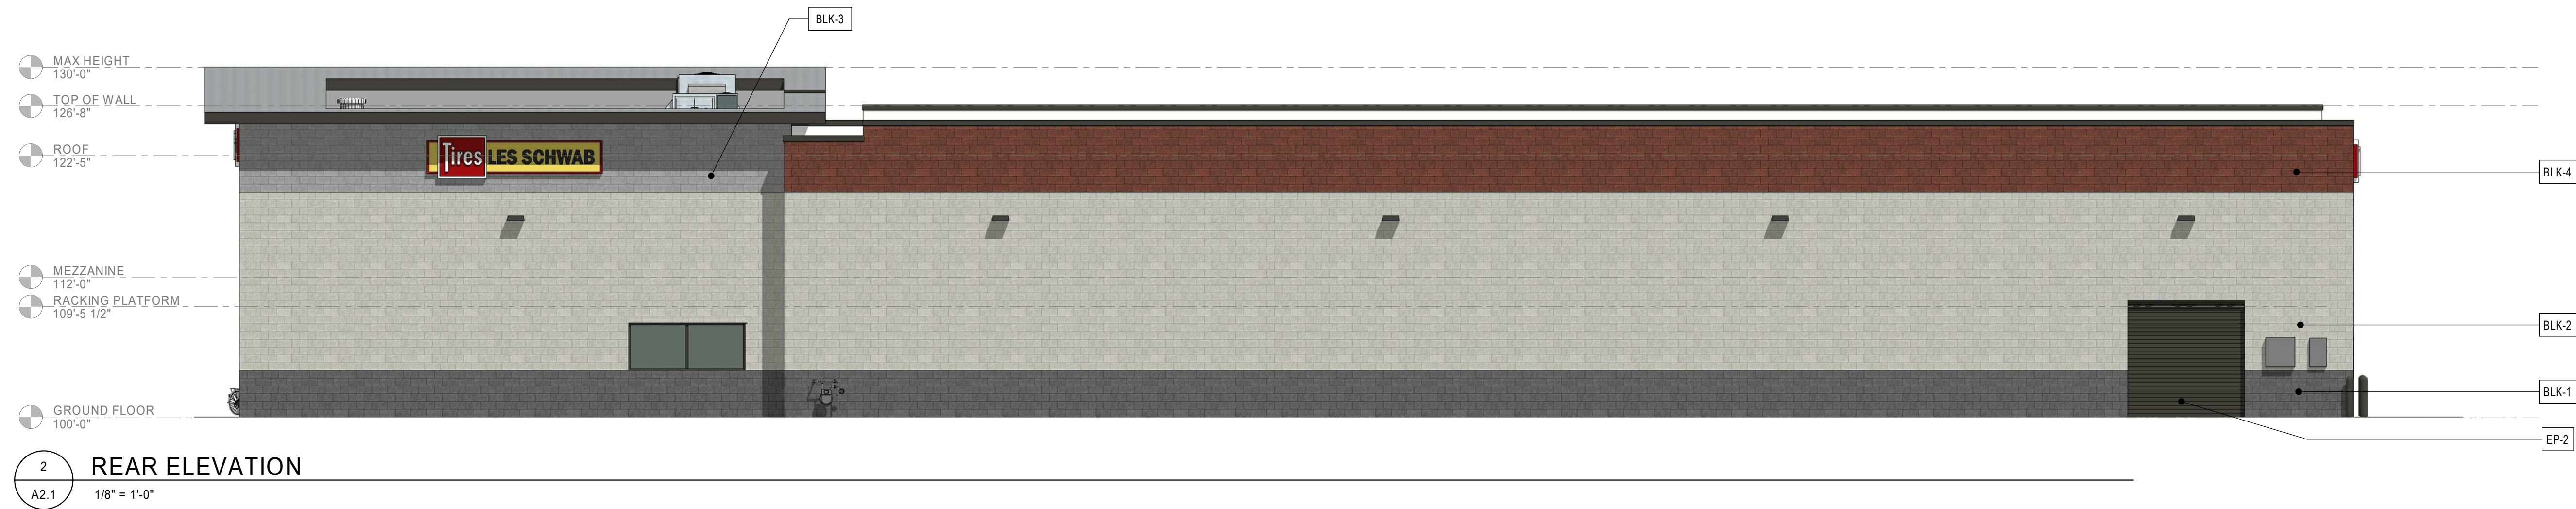 BLK-3
MAX HEIGHT
130'-0"
TOP OF WALL
126'-8"
ROOF
122'-5"
Tires LES SCHWAB
BLK-4
MEZZANINE
112'-0"
RACKING PLATFORM
109'-5 1/2"
BLK-2
BLK-1
GROUND FLOOR
100'-0"
EP-2
2
REAR ELEVATION
A2.1
1/8" = 1'-0"